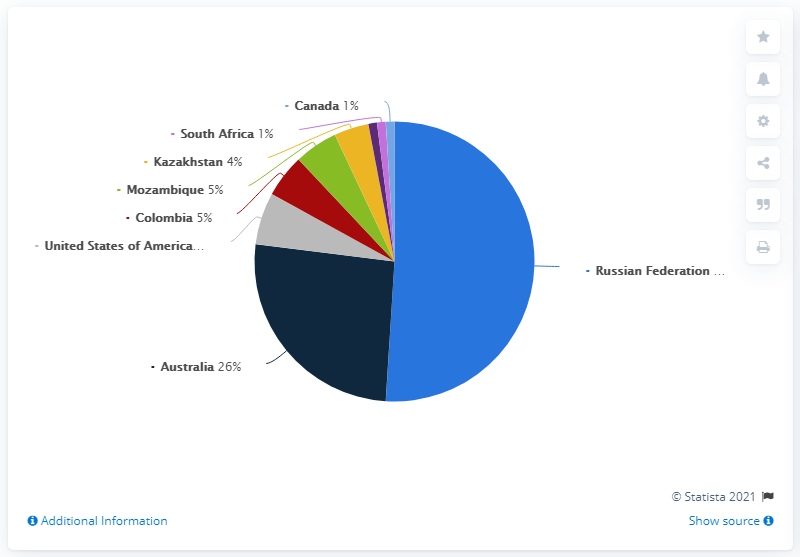 Canada 1%
South Africa 1%
Kazakhstan 4%
Mozambique 5%
Colombia 5%
United States of America...
Russian Federation ...
Australia 26%
© Statista 2021
Additional Information
Show source